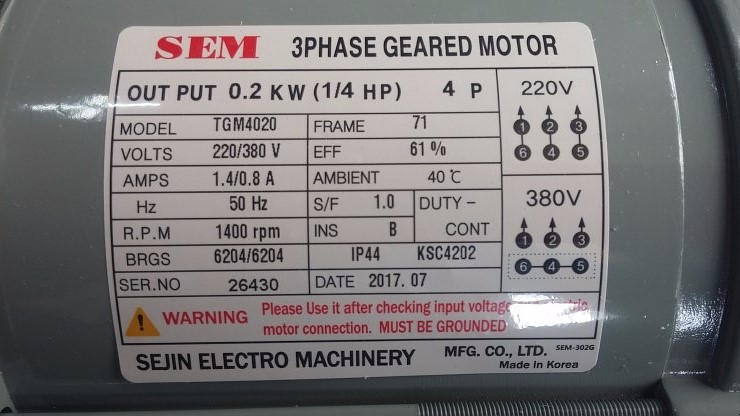 SEM 3PHASE GEARED MOTOR
OUT PUT 0.2 KW (1/4 HP) 4 P
MODEL TGM4020 FRAME 71
VOLTS 220/380 V EFF 61 %
AMPS 1.4/0.8 A AMBIENT 40 ℃
Hz 50 Hz S/F 1.0 DUTY –
R.P.M 1400 rpm INS B CONT
BRGS 6204/6204 IP44 KSC4202
SER.NO 26430 DATE 2017. 07
220V
1 2 3
6 4 5
380V
1 2 3
6 4 5
WARNING Please Use it after checking input voltage
motor connection. MUST BE GROUNDED
SEJIN ELECTRO MACHINERY MFG. CO., LTD. SEM-302G
Made in Korea